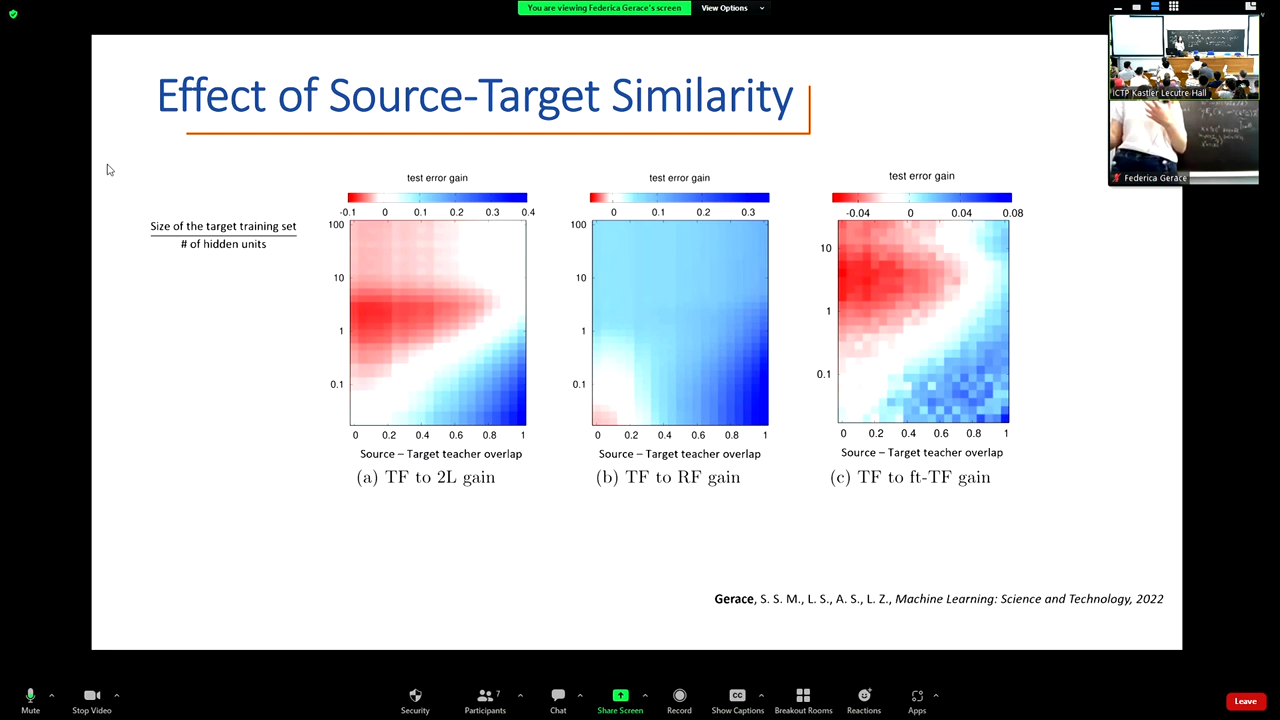 You are viewing Federica Gerace's screen
View Options
Effect of Source-Target Similarity
ICTP Kastler Lecutre Hall
Federica Gerace
Size of the target training set
# of hidden units
test error gain
-0.1 0 0.1 0.2 0.3 0.4
100
10
1
0.1
0 0.2 0.4 0.6 0.8 1
Source – Target teacher overlap
(a) TF to 2L gain
test error gain
0 0.1 0.2 0.3
100
10
1
0.1
0 0.2 0.4 0.6 0.8 1
Source – Target teacher overlap
(b) TF to RF gain
test error gain
-0.04 0 0.04 0.08
10
1
0.1
0 0.2 0.4 0.6 0.8 1
Source – Target teacher overlap
(c) TF to ft-TF gain
Gerace, S. S. M., L. S., A. S., L. Z., Machine Learning: Science and Technology, 2022
Mute
Stop Video
Security
Participants 7
Chat
Share Screen
Record
CC
Show Captions
Breakout Rooms
Reactions
Apps
Leave